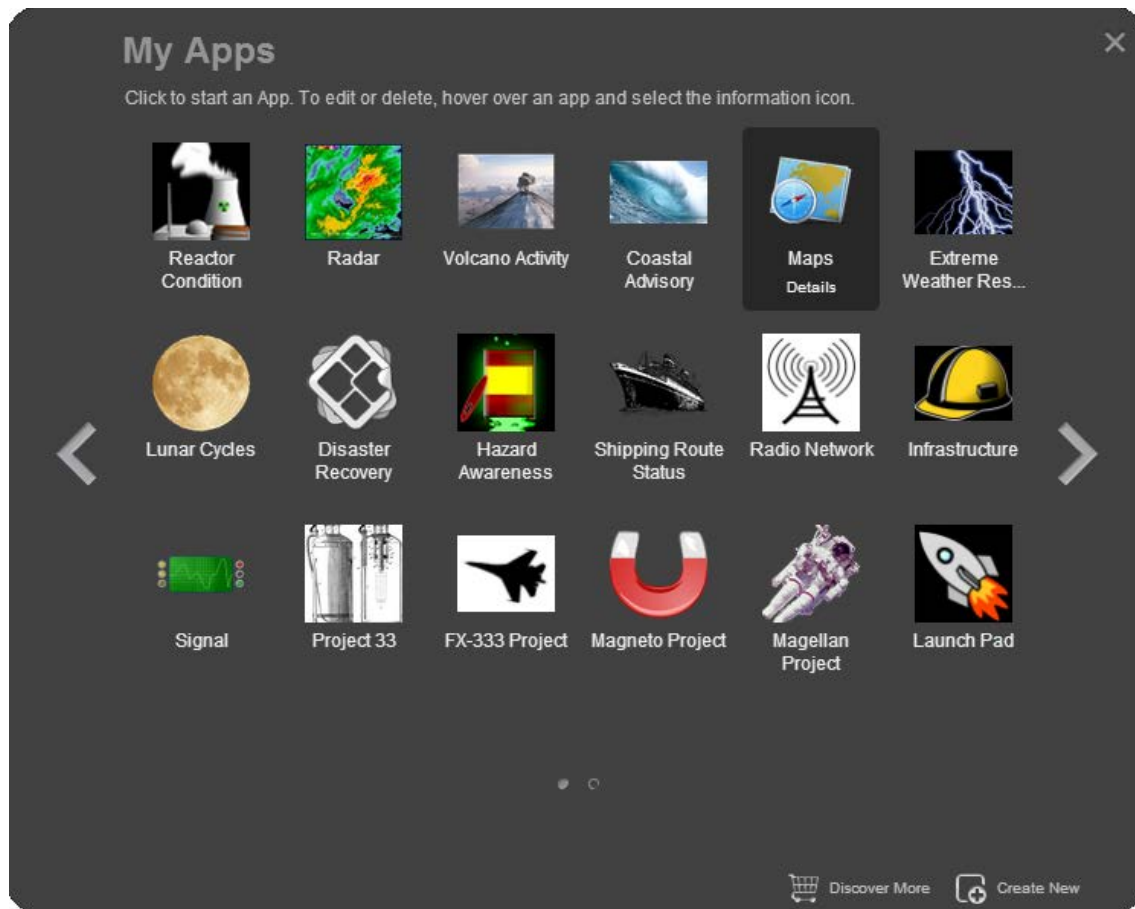 My Apps
Click to start an App. To edit or delete, hover over an app and select the information icon.
Reactor
Condition
Radar
Volcano Activity
Coastal
Advisory
Maps
Details
Extreme
Weather Res...
Lunar Cycles
Disaster
Recovery
Hazard
Awareness
Shipping Route
Status
Radio Network
Infrastructure
Signal
Project 33
FX-333 Project
Magneto Project
Magellan
Project
Launch Pad
Discover More
Create New